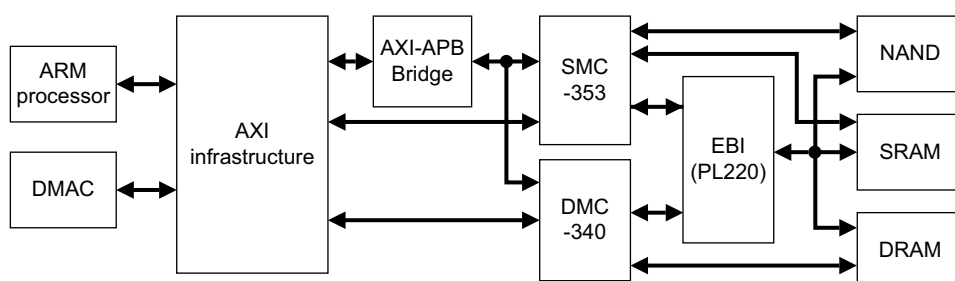 ARM
processor
DMAC
AXI
infrastructure
AXI-APB
Bridge
SMC
-353
DMC
-340
EBI
(PL220)
NAND
SRAM
DRAM